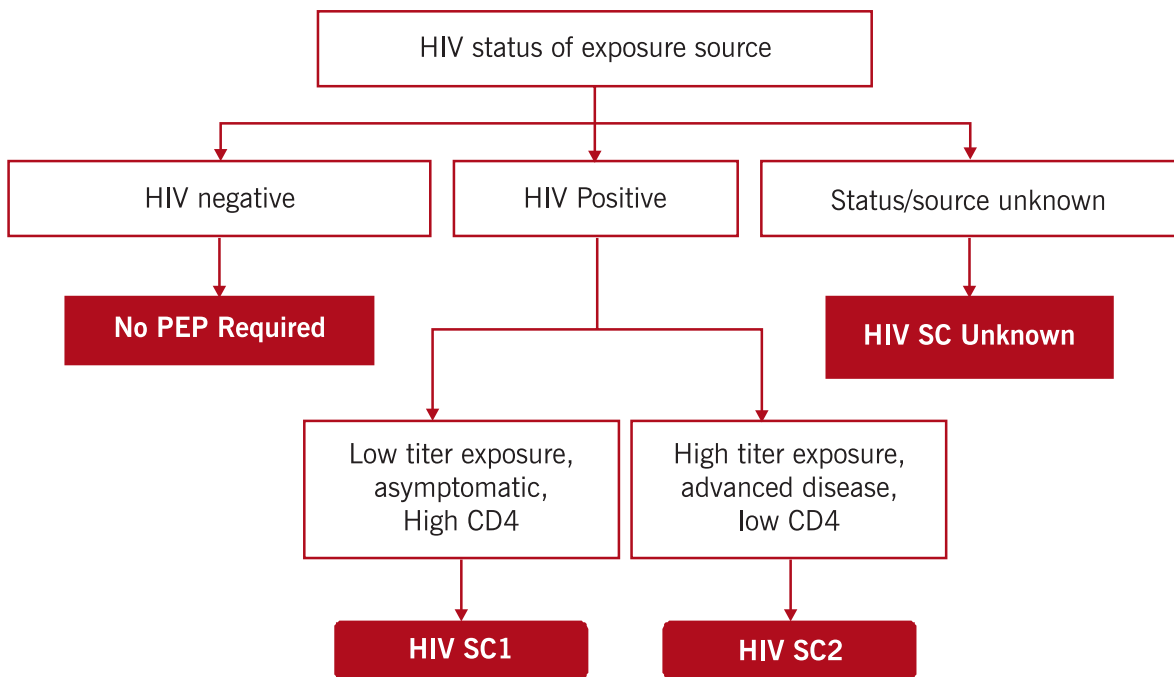 HIV status of exposure source
HIV negative
HIV Positive
Status/source unknown
No PEP Required
HIV SC Unknown
Low titer exposure,
asymptomatic,
High CD4
High titer exposure,
advanced disease,
low CD4
HIV SC1
HIV SC2